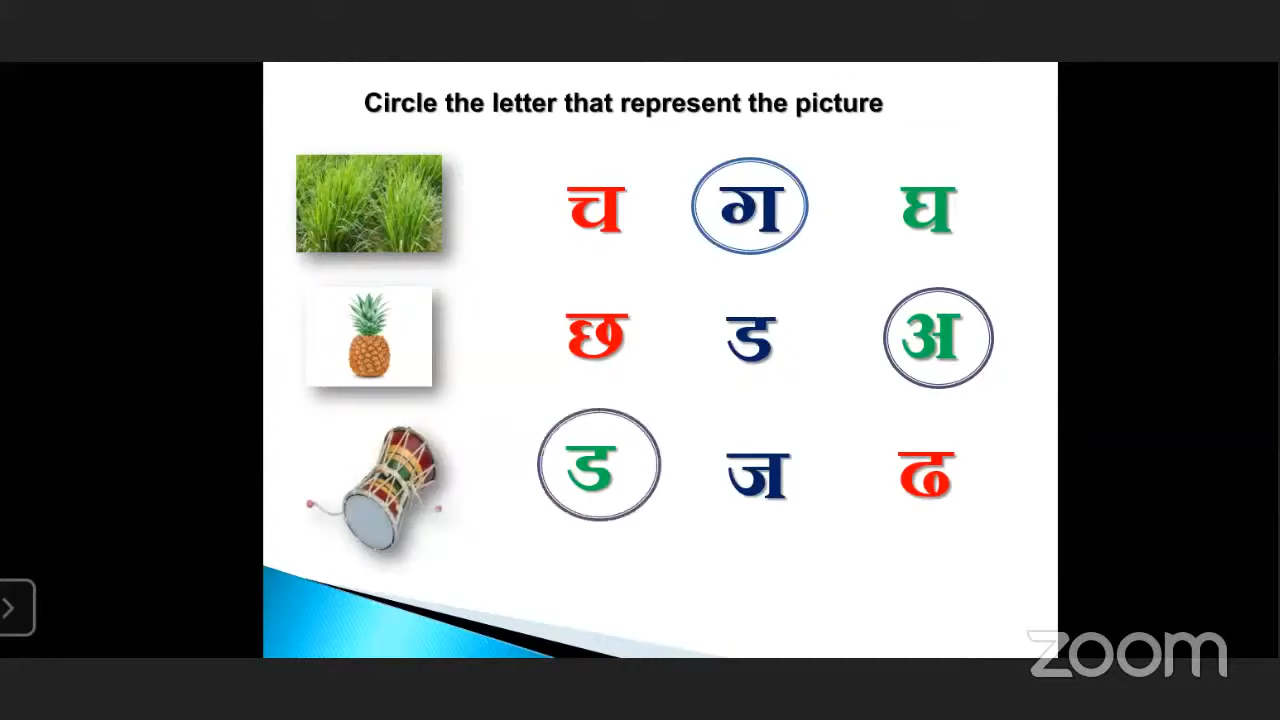 Circle the letter that represent the picture
च ग घ
छ ड अ
ड ज ढ
zoom